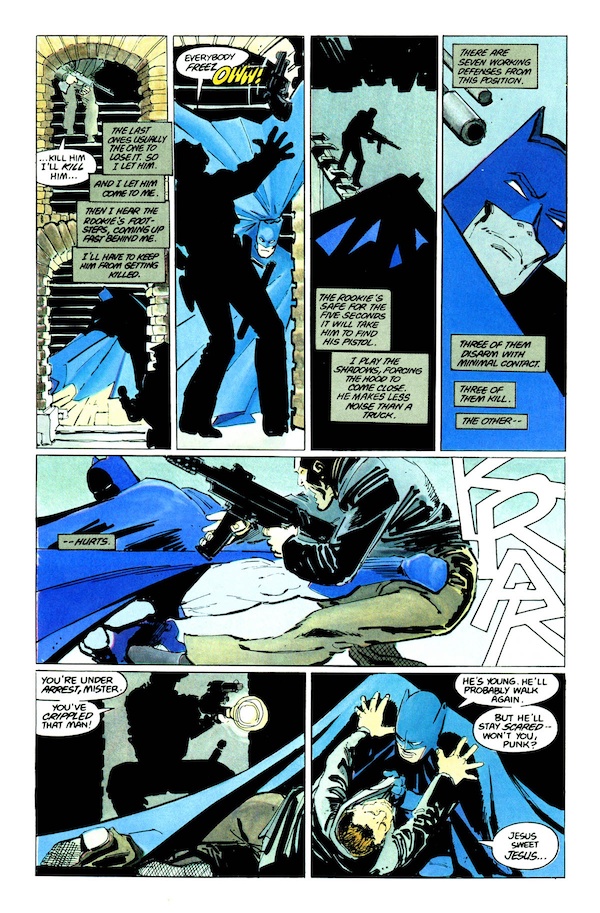 ...KILL HIM
I'LL KILL
HIM...
THE LAST
ONES USUALLY
THE ONE TO
LOSE IT. SO
I LET HIM.
AND I LET HIM
COME TO ME.
THEN I HEAR THE
ROOKIE'S FOOT-
STEPS, COMING UP
FAST BEHIND ME.
I'LL HAVE TO KEEP
HIM FROM GETTING
KILLED.
EVERYBODY
FREEZ
OWW!
THE ROOKIE'S
SAFE FOR THE
FIVE SECONDS
IT WILL TAKE
HIM TO FIND
HIS PISTOL.
I PLAY THE
SHADOWS, FORCING
THE HOOD TO
COME CLOSE.
HE MAKES LESS
NOISE THAN A
TRUCK.
THERE ARE
SEVEN WORKING
DEFENSES FROM
THIS POSITION.
THREE OF THEM
DISARM WITH
MINIMAL CONTACT.
THREE OF
THEM KILL.
THE OTHER--
--HURTS.
KRAK
YOU'RE UNDER
ARREST, MISTER.
YOU'VE
CRIPPLED
THAT MAN!
HE'S YOUNG. HE'LL
PROBABLY WALK
AGAIN.
BUT HE'LL
STAY SCARED--
WON'T YOU,
PUNK?
JESUS
SWEET
JESUS...